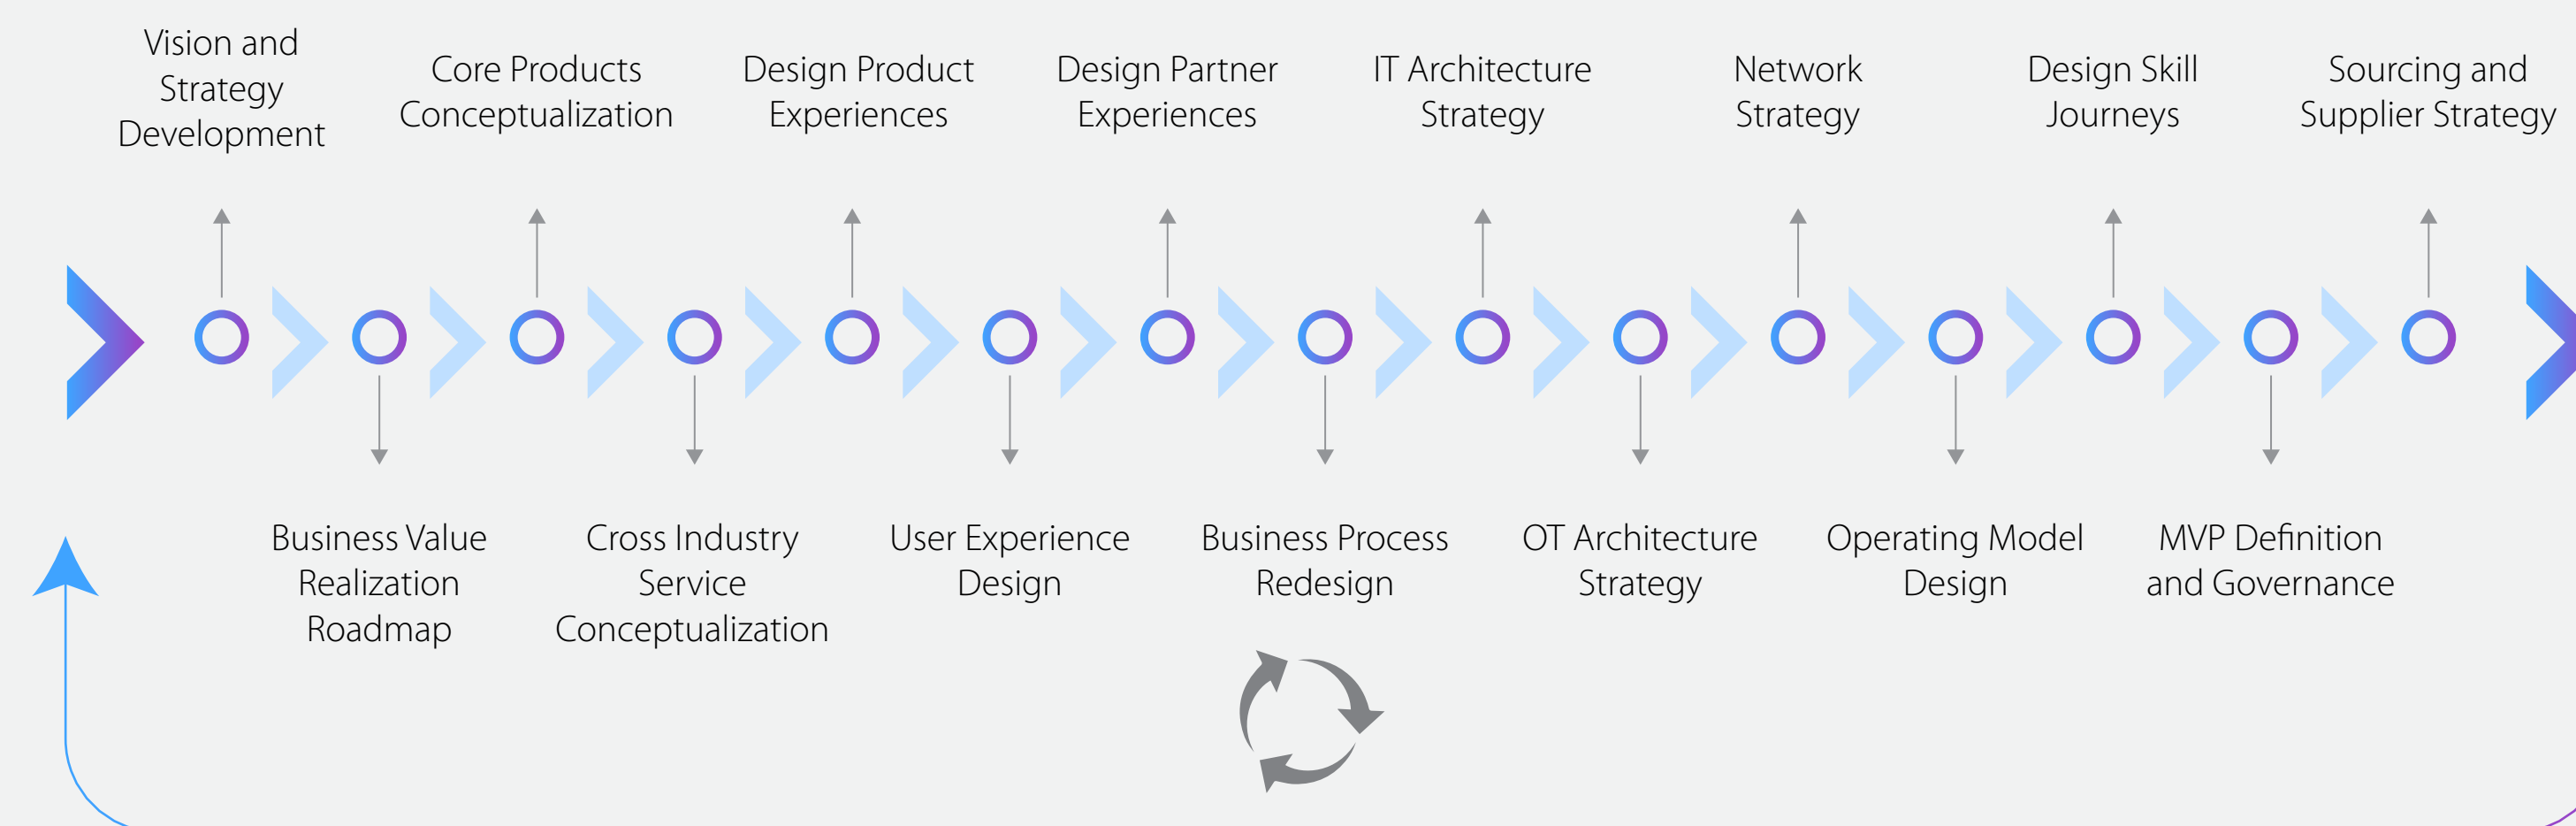 Vision and
Strategy
Development
Core Products
Conceptualization
Design Product
Experiences
Design Partner
Experiences
IT Architecture
Strategy
Network
Strategy
Design Skill
Journeys
Sourcing and
Supplier Strategy
Business Value
Realization
Roadmap
Cross Industry
Service
Conceptualization
User Experience
Design
Business Process
Redesign
OT Architecture
Strategy
Operating Model
Design
MVP Definition
and Governance